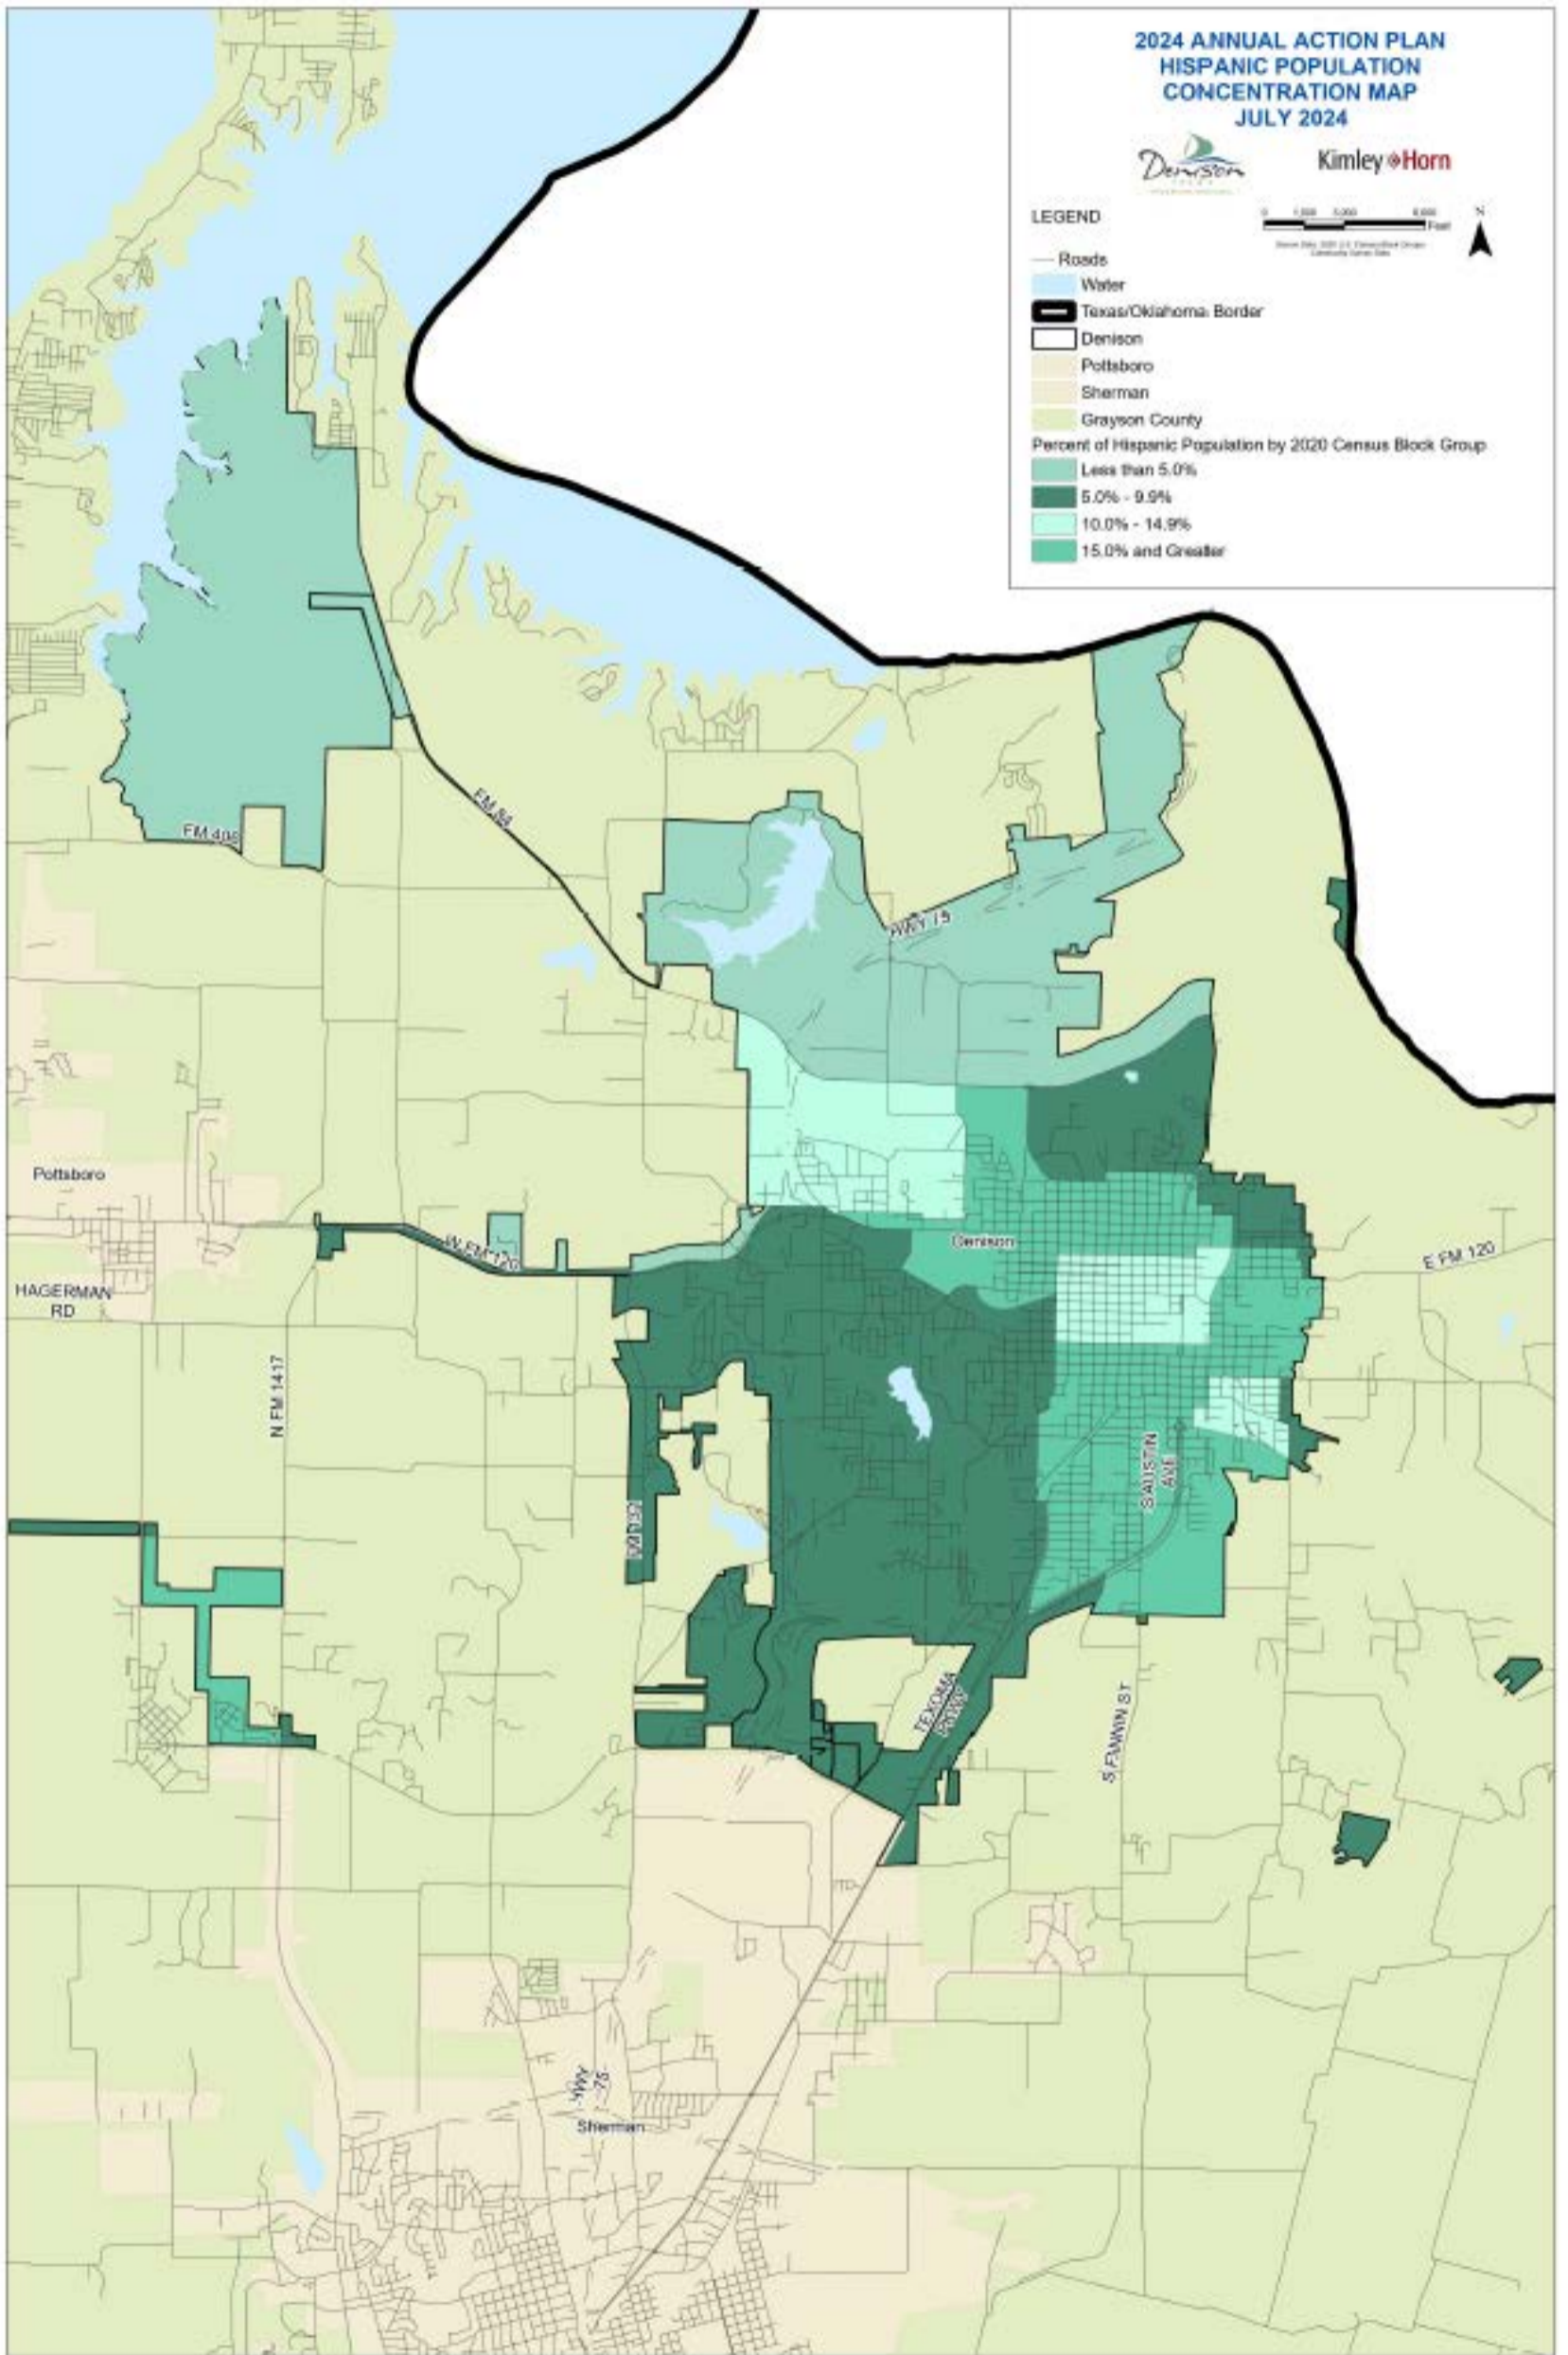 2024 ANNUAL ACTION PLAN
HISPANIC POPULATION
CONCENTRATION MAP
JULY 2024
Denison
Kimley»Horn
LEGEND
N
Feet
Roads
Water
Texas/Oklahoma Border
Denison
Pottsboro
Sherman
Grayson County
Percent of Hispanic Population by 2020 Census Block Group
Less than 5.0%
5.0% - 9.9%
10.0% - 14.9%
15.0% and Greater
FM 84
FM 406
Pottsboro
W FM 120
Denison
E FM 120
HAGERMAN
RD
N FM 1417
S AUSTIN
AVE
TEXOMA
PKWY
S FANNIN ST
HWY
75
Sherman